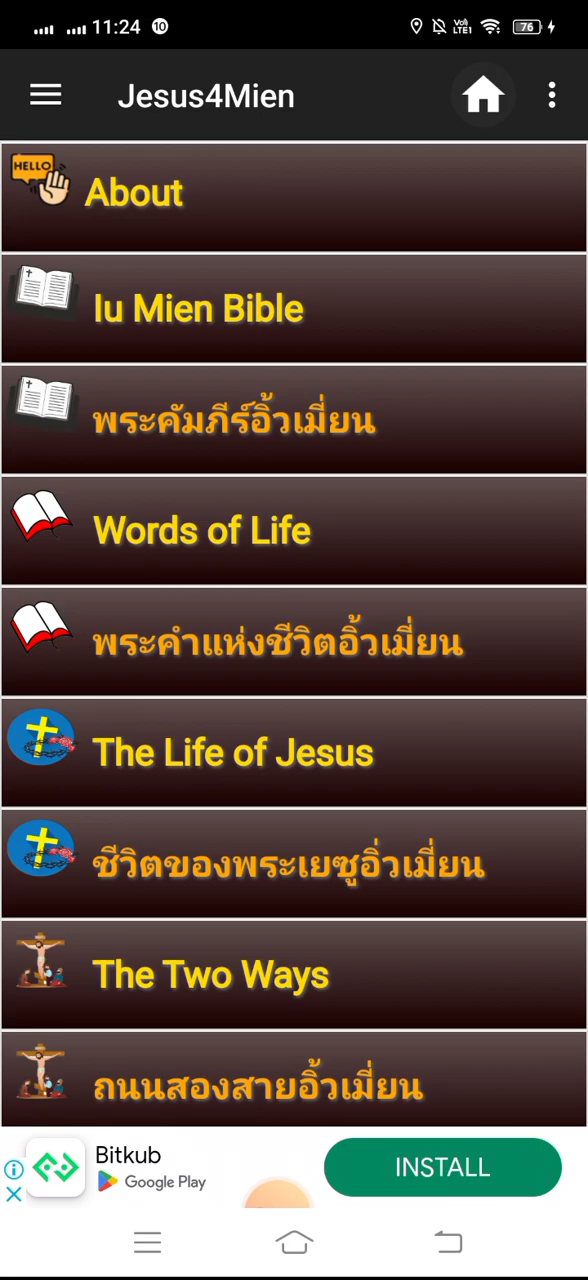 11:24 10 VoI) LTE1 76
Jesus4Mien
HELLO
About
Iu Mien Bible
พระคัมภีร์อิ้วเมี่ยน
Words of Life
พระคำแห่งชีวิตอิ้วเมี่ยน
The Life of Jesus
ชีวิตของพระเยซูอิ่วเมี่ยน
The Two Ways
ถนนสองสายอิ้วเมี่ยน
Bitkub
Google Play
INSTALL